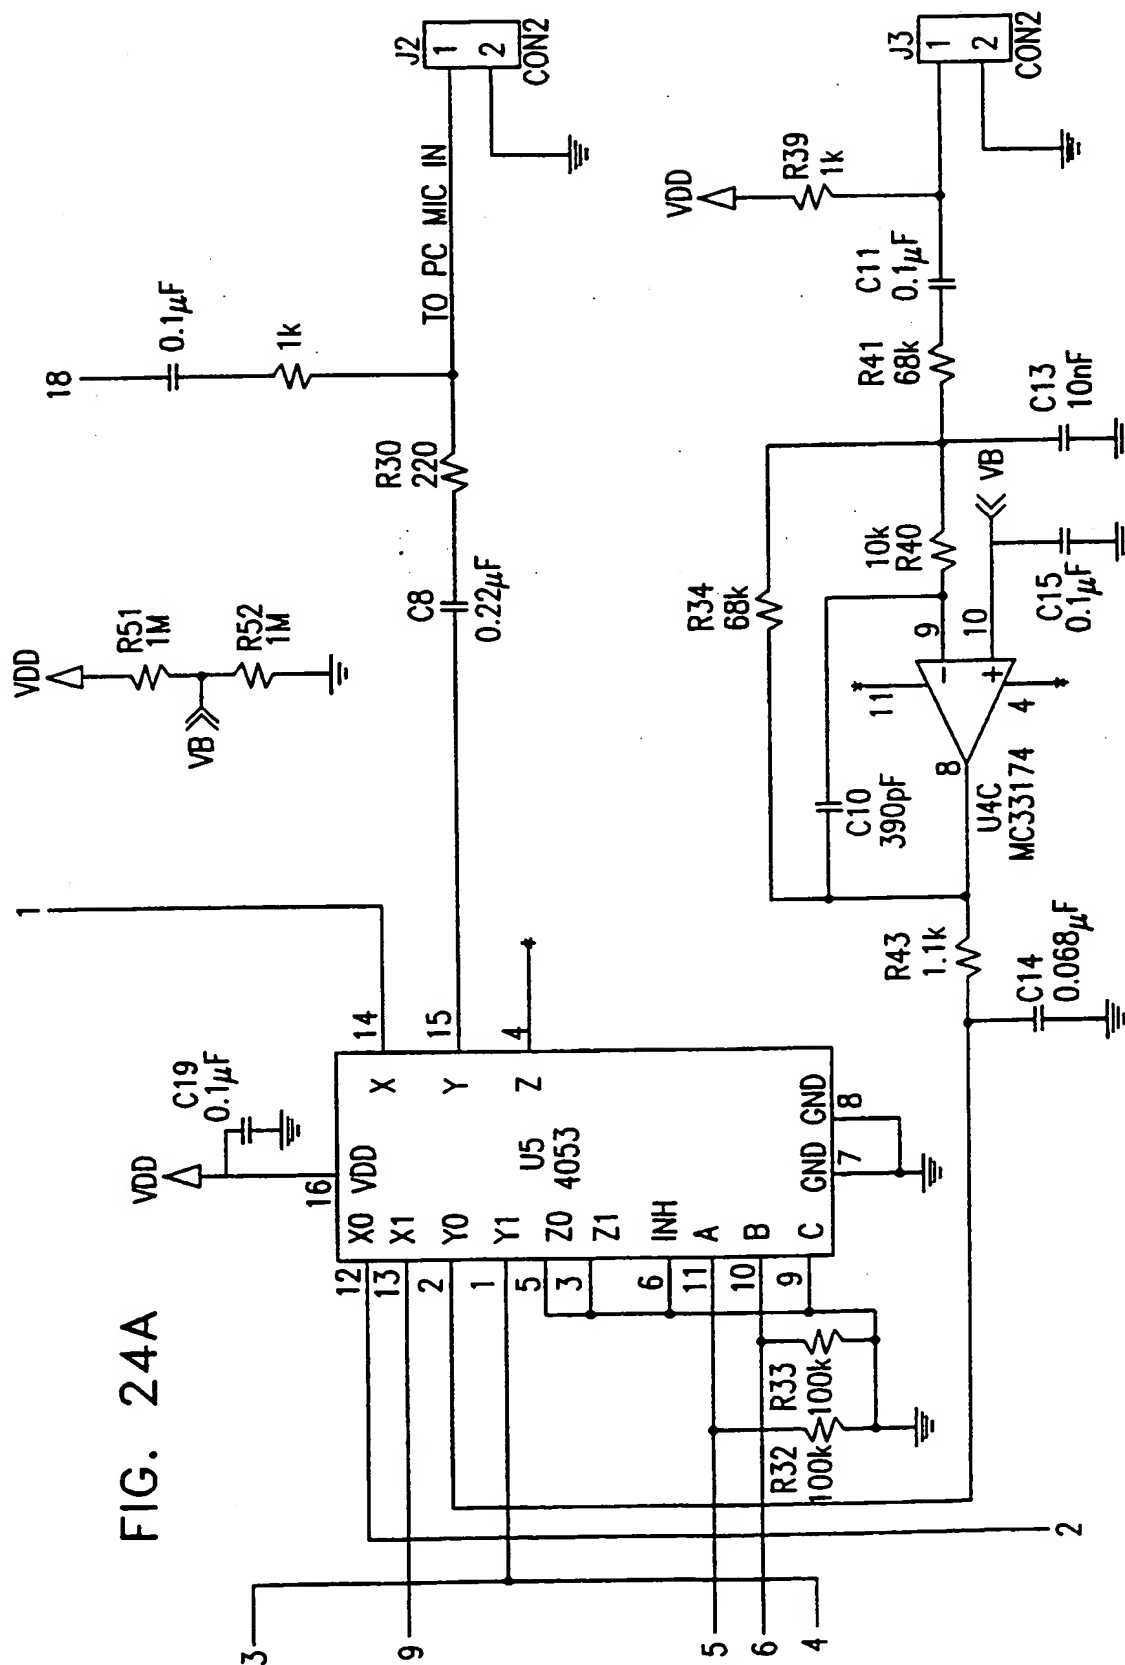 FIG. 24A
3
9
5
6
4
2
1
18
VDD
R51
1M
R52
1M
VB
VDD
C19
0.1μF
16
VDD
12
X0
13
X1
2
Y0
1
Y1
5
Z0
3
Z1
6
INH
11
A
10
B
9
C
U5
4053
X
14
Y
15
Z
4
GND
7
GND
8
R32
100k
R33
100k
C8
0.22μF
R30
220
0.1μF
1k
TO PC MIC IN
J2
1
2
CON2
VDD
R39
1k
J3
1
2
CON2
C11
0.1μF
R41
68k
C13
10nF
R34
68k
10k
R40
VB
C15
0.1μF
9
10
11
4
8
C10
390pF
U4C
MC33174
R43
1.1k
C14
0.068μF